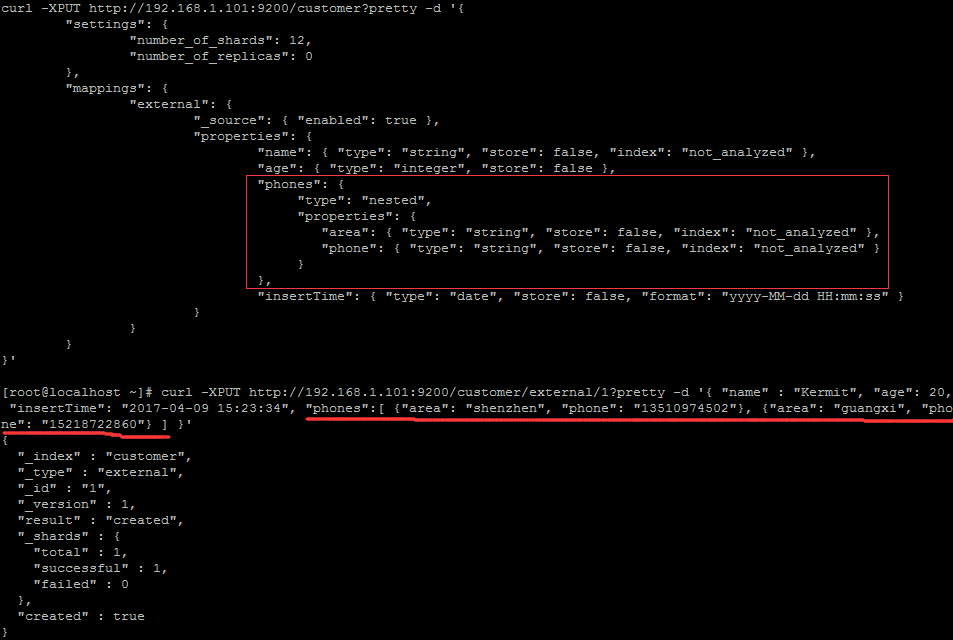 curl -XPUT http://192.168.1.101:9200/customer?pretty -d '{
        "settings": {
                "number_of_shards": 12,
                "number_of_replicas": 0
        },
        "mappings": {
                "external": {
                        "_source": { "enabled": true },
                        "properties": {
                                "name": { "type": "string", "store": false, "index": "not_analyzed" },
                                "age": { "type": "integer", "store": false },
                                "phones": {
                                     "type": "nested",
                                     "properties": {
                                        "area": { "type": "string", "store": false, "index": "not_analyzed" },
                                        "phone": { "type": "string", "store": false, "index": "not_analyzed" }
                                     }
                                },
                                "insertTime": { "type": "date", "store": false, "format": "yyyy-MM-dd HH:mm:ss" }
                        }
                }
        }
}'
[root@localhost ~]# curl -XPUT http://192.168.1.101:9200/customer/external/1?pretty -d '{ "name" : "Kermit", "age": 20,
 "insertTime": "2017-04-09 15:23:34", "phones":[ {"area": "shenzhen", "phone": "13510974502"}, {"area": "guangxi", "pho
ne": "15218722860"} ] }'
{
  "_index" : "customer",
  "_type" : "external",
  "_id" : "1",
  "_version" : 1,
  "result" : "created",
  "_shards" : {
    "total" : 1,
    "successful" : 1,
    "failed" : 0
  },
  "created" : true
}